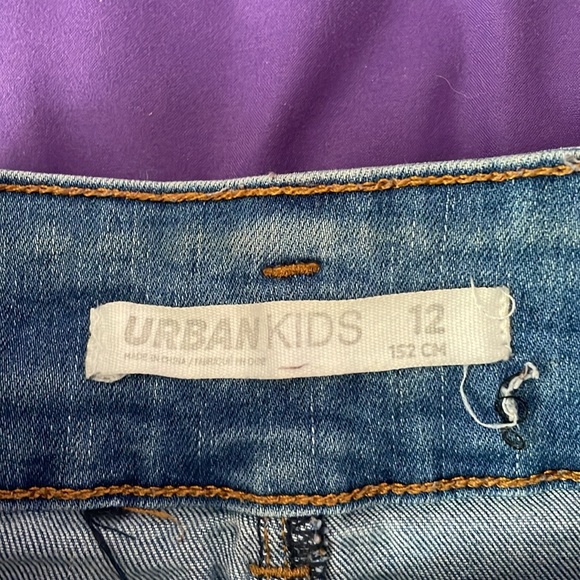 URBANKIDS 12
MADE IN CHINA / FABRIQUÉ EN CHINE 152 CM